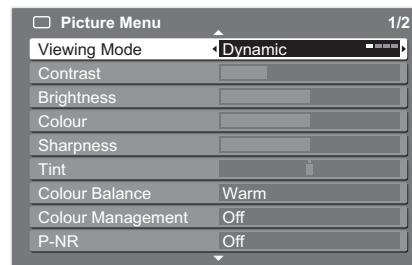 Picture Menu 1/2
Viewing Mode Dynamic
Contrast
Brightness
Colour
Sharpness
Tint
Colour Balance Warm
Colour Management Off
P-NR Off